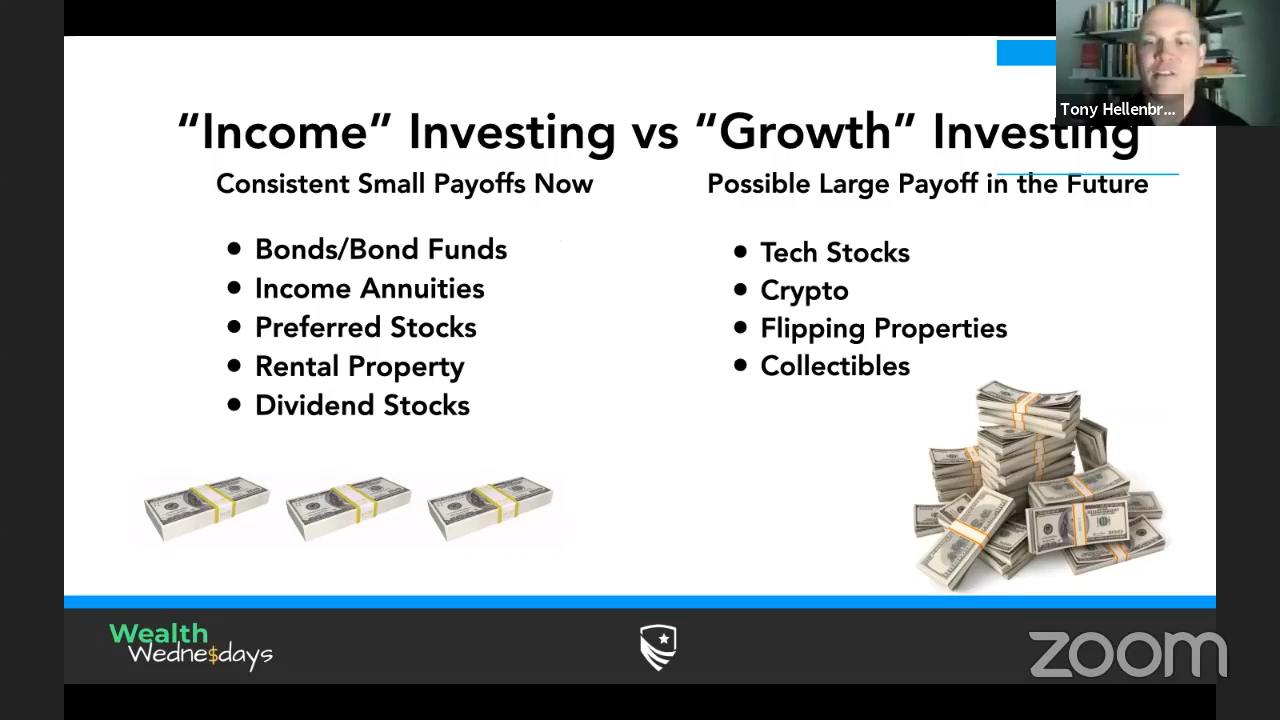 Tony Hellenbr...
“Income” Investing vs “Growth” Investing
Consistent Small Payoffs Now
Possible Large Payoff in the Future
• Bonds/Bond Funds
• Income Annuities
• Preferred Stocks
• Rental Property
• Dividend Stocks
• Tech Stocks
• Crypto
• Flipping Properties
• Collectibles
Wealth
Wedne$days
zoom